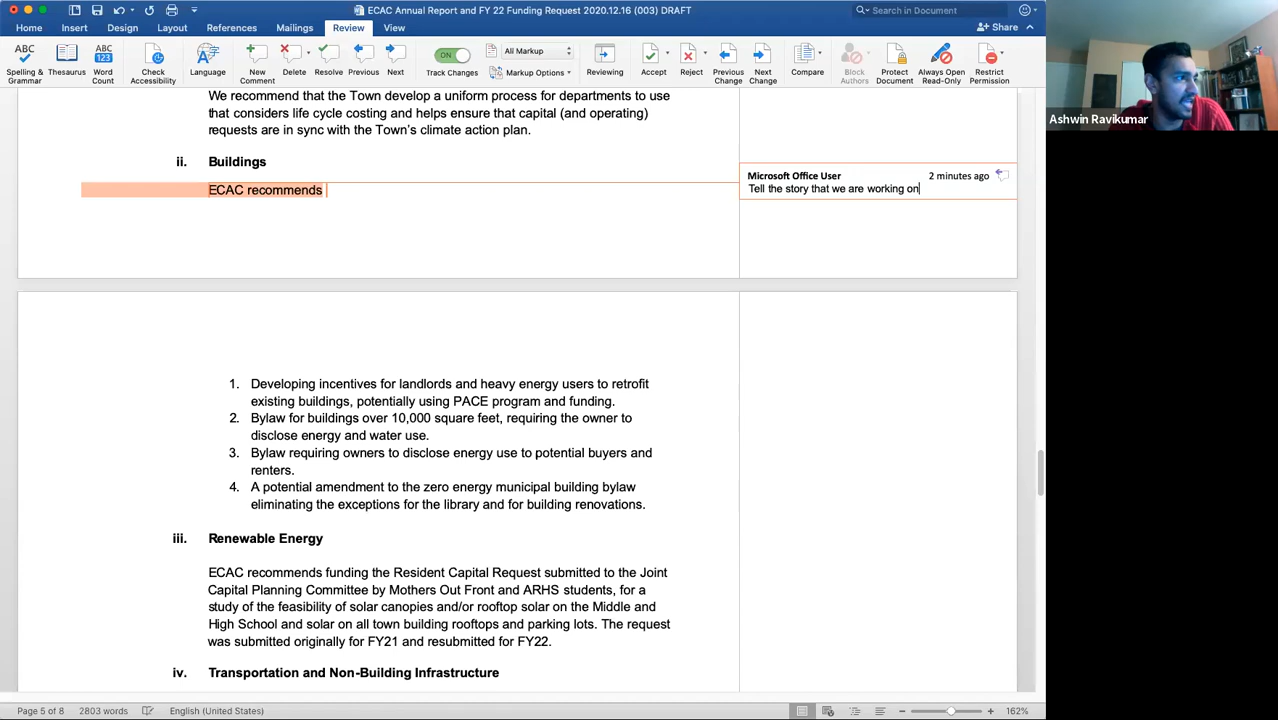 ECAC Annual Report and FY 22 Funding Request 2020.12.16 (003) DRAFT
Search in Document
Home Insert Design Layout References Mailings Review View
Share
ABC
ABC
123
ON
All Markup
Markup Options
Spelling & Grammar
Thesaurus
Word Count
Check Accessibility
Language
New Comment
Delete
Resolve
Previous
Next
Track Changes
Reviewing
Accept
Reject
Previous Change
Next Change
Compare
Block Authors
Protect Document
Always Open Read-Only
Restrict Permission
We recommend that the Town develop a uniform process for departments to use
that considers life cycle costing and helps ensure that capital (and operating)
requests are in sync with the Town's climate action plan.
ii. Buildings
ECAC recommends
Microsoft Office User 2 minutes ago
Tell the story that we are working on
1. Developing incentives for landlords and heavy energy users to retrofit
existing buildings, potentially using PACE program and funding.
2. Bylaw for buildings over 10,000 square feet, requiring the owner to
disclose energy and water use.
3. Bylaw requiring owners to disclose energy use to potential buyers and
renters.
4. A potential amendment to the zero energy municipal building bylaw
eliminating the exceptions for the library and for building renovations.
iii. Renewable Energy
ECAC recommends funding the Resident Capital Request submitted to the Joint
Capital Planning Committee by Mothers Out Front and ARHS students, for a
study of the feasibility of solar canopies and/or rooftop solar on the Middle and
High School and solar on all town building rooftops and parking lots. The request
was submitted originally for FY21 and resubmitted for FY22.
iv. Transportation and Non-Building Infrastructure
Page 5 of 8 2803 words English (United States) 162%
Ashwin Ravikumar